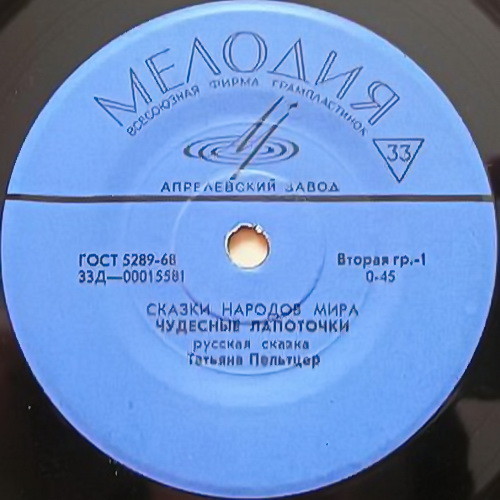 МЕЛОДИЯ
ВСЕСОЮЗНАЯ ФИРМА ГРАМПЛАСТИНОК
33
АПРЕЛЕВСКИЙ ЗАВОД
ГОСТ 5289-68 Вторая гр.-1
33Д—00015581 0-45
СКАЗКИ НАРОДОВ МИРА
ЧУДЕСНЫЕ ЛАПОТОЧКИ
русская сказка
Татьяна Пельтцер